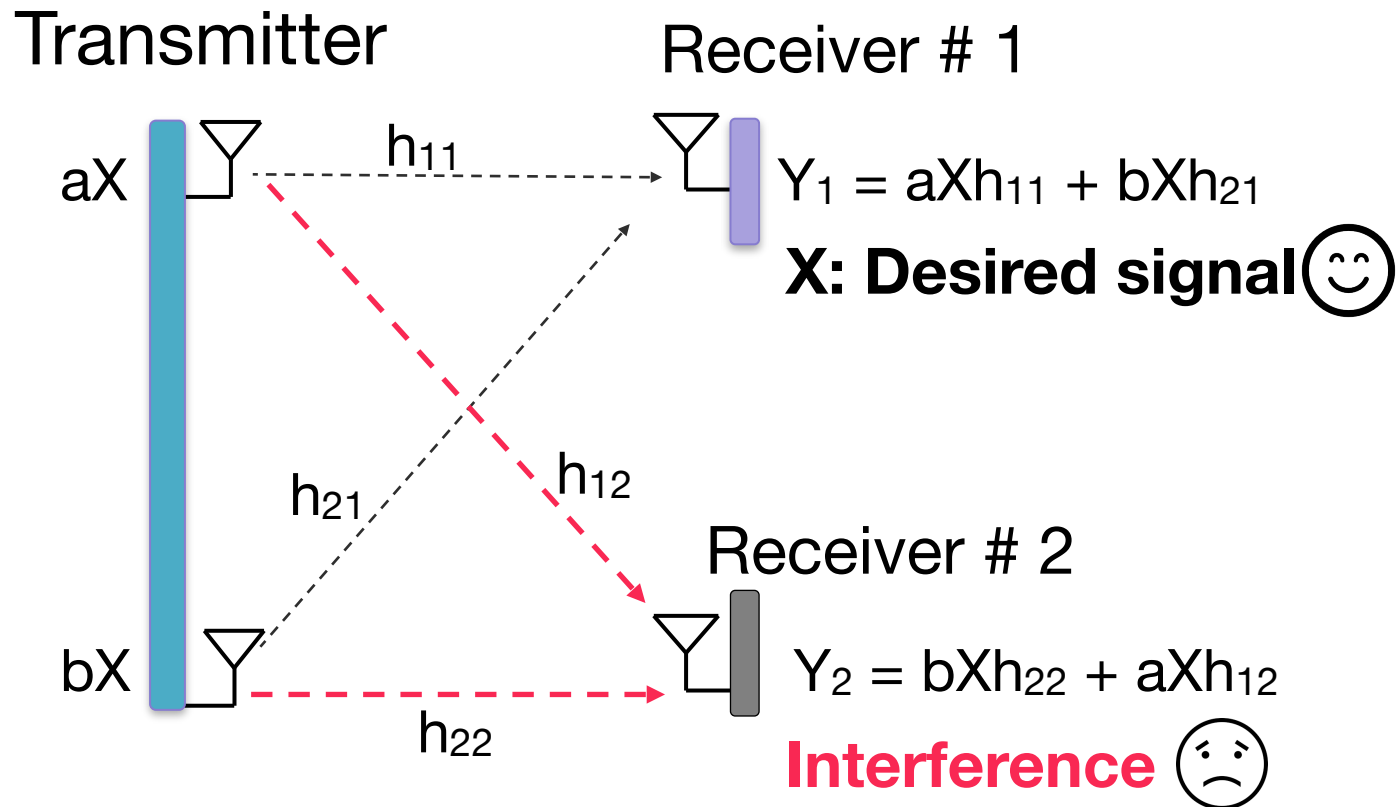 Transmitter
Receiver # 1
aX
h₁₁
Y₁ = aXh₁₁ + bXh₂₁
X: Desired signal
h₂₁
h₁₂
Receiver # 2
bX
h₂₂
Y₂ = bXh₂₂ + aXh₁₂
Interference